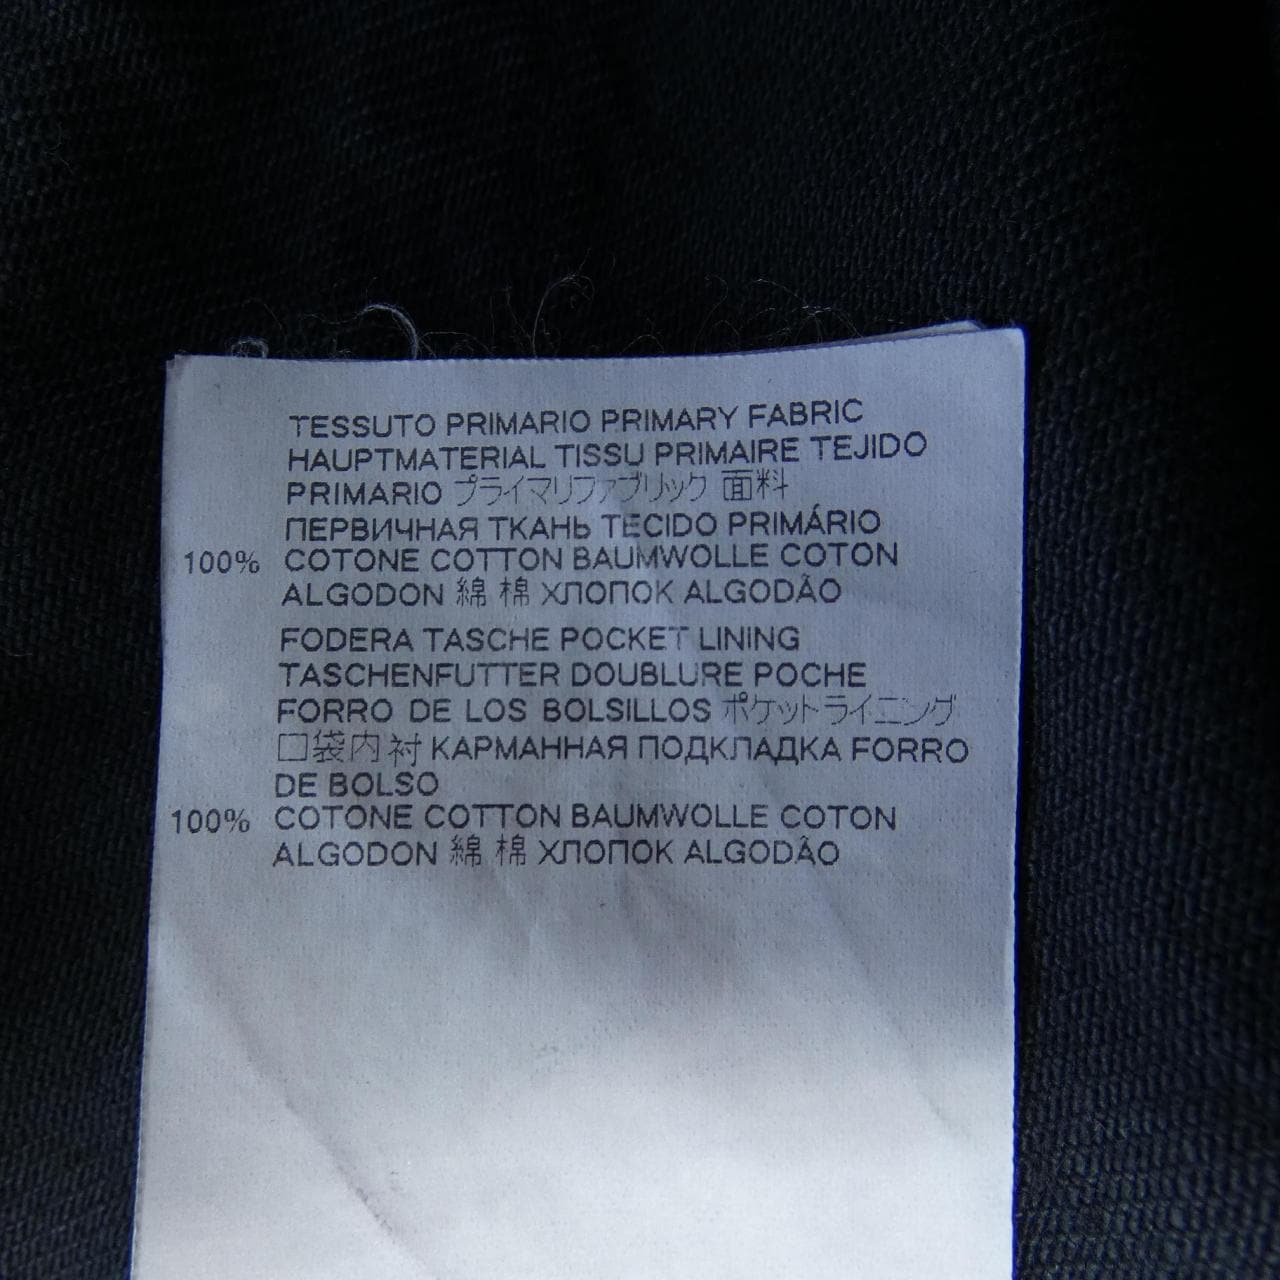 TESSUTO PRIMARIO PRIMARY FABRIC
HAUPTMATERIAL TISSU PRIMAIRE TEJIDO
PRIMARIO プライマリファブリック 面料
ПЕРВИЧНАЯ ТКАНЬ TECIDO PRIMÁRIO
100% COTONE COTTON BAUMWOLLE COTON
ALGODON 綿 棉 ХЛОПОК ALGODÃO
FODERA TASCHE POCKET LINING
TASCHENFUTTER DOUBLURE POCHE
FORRO DE LOS BOLSILLOS ポケットライニング
口袋内衬 КАРМАННАЯ ПОДКЛАДКА FORRO
DE BOLSO
100% COTONE COTTON BAUMWOLLE COTON
ALGODON 綿 棉 ХЛОПОК ALGODÃO